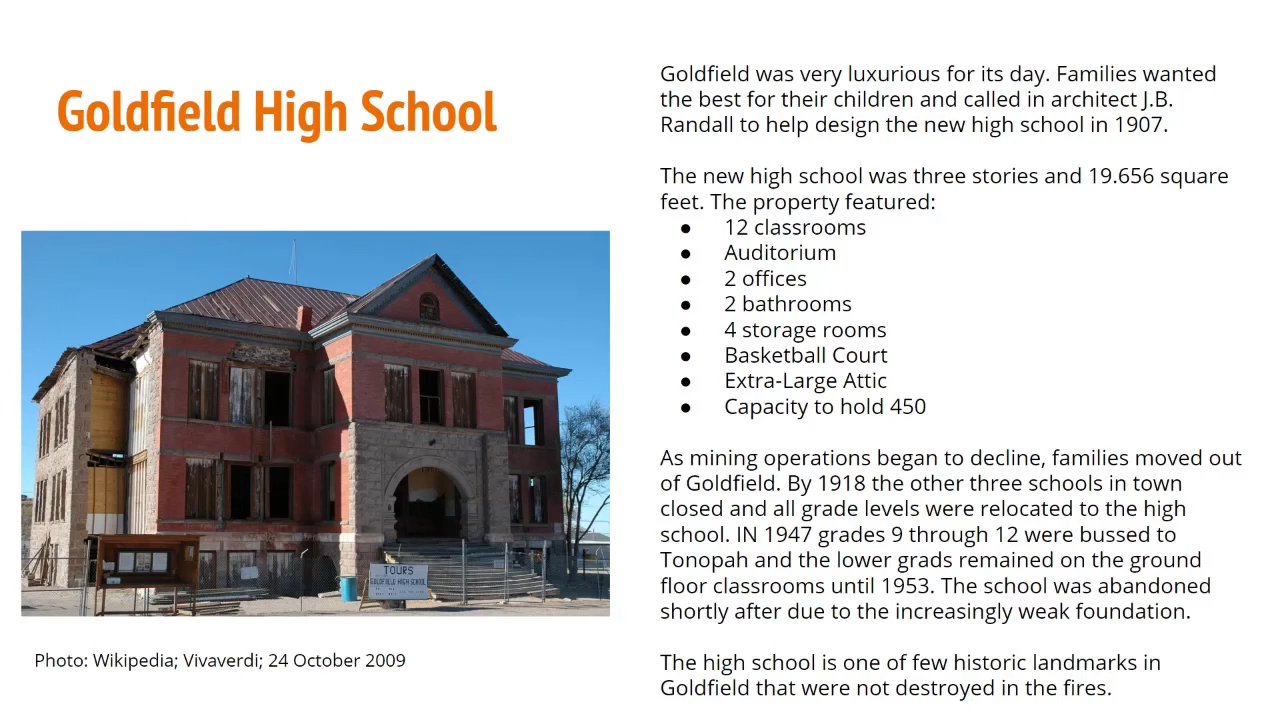 Goldfield High School
Goldfield was very luxurious for its day. Families wanted
the best for their children and called in architect J.B.
Randall to help design the new high school in 1907.
The new high school was three stories and 19.656 square
feet. The property featured:
● 12 classrooms
● Auditorium
● 2 offices
● 2 bathrooms
● 4 storage rooms
● Basketball Court
● Extra-Large Attic
● Capacity to hold 450
As mining operations began to decline, families moved out
of Goldfield. By 1918 the other three schools in town
closed and all grade levels were relocated to the high
school. IN 1947 grades 9 through 12 were bussed to
Tonopah and the lower grads remained on the ground
floor classrooms until 1953. The school was abandoned
shortly after due to the increasingly weak foundation.
The high school is one of few historic landmarks in
Goldfield that were not destroyed in the fires.
TOURS
GOLDFIELD HIGH SCHOOL
Photo: Wikipedia; Vivaverdi; 24 October 2009